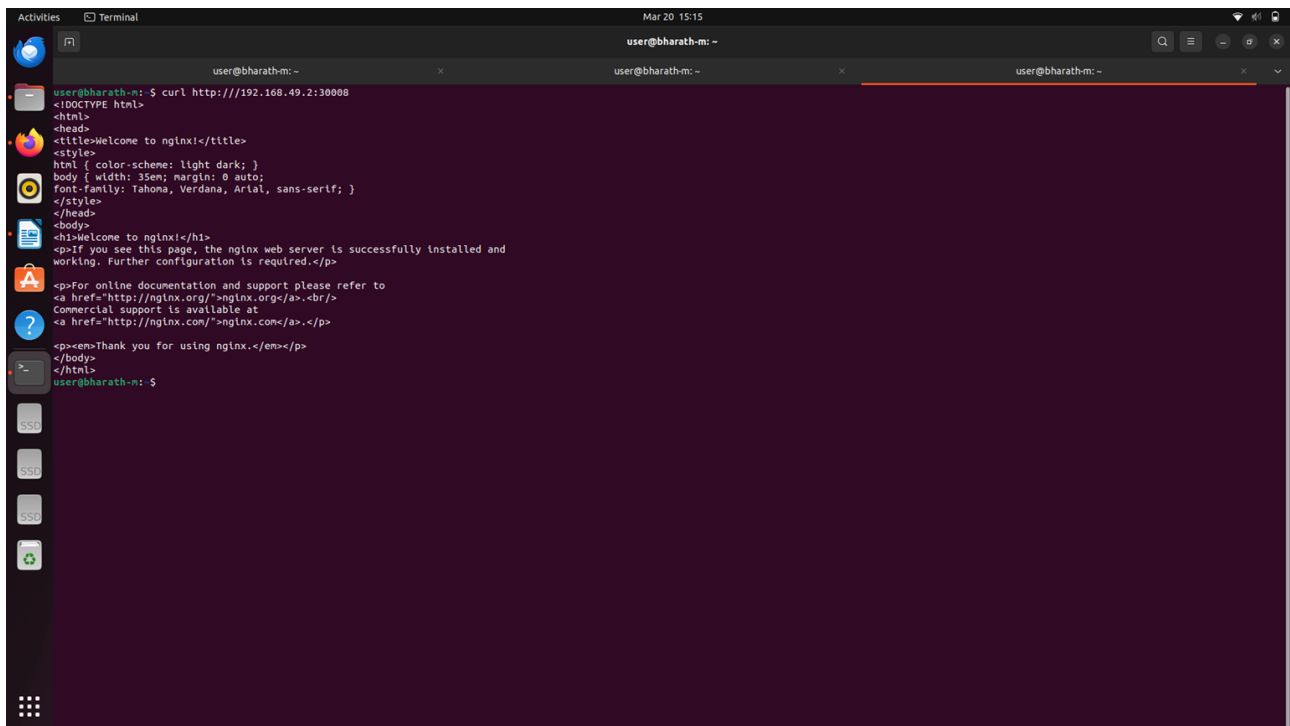 Activities Terminal Mar 20 15:15
user@bharath-m: ~
user@bharath-m: ~ × user@bharath-m: ~ × user@bharath-m: ~ ×
user@bharath-m:~$ curl http:///192.168.49.2:30008
<!DOCTYPE html>
<html>
<head>
<title>Welcome to nginx!</title>
<style>
html { color-scheme: light dark; }
body { width: 35em; margin: 0 auto;
font-family: Tahoma, Verdana, Arial, sans-serif; }
</style>
</head>
<body>
<h1>Welcome to nginx!</h1>
<p>If you see this page, the nginx web server is successfully installed and
working. Further configuration is required.</p>
<p>For online documentation and support please refer to
<a href="http://nginx.org/">nginx.org</a>.<br/>
Commercial support is available at
<a href="http://nginx.com/">nginx.com</a>.</p>
<p><em>Thank you for using nginx.</em></p>
</body>
</html>
user@bharath-m:~$
SSD
SSD
SSD